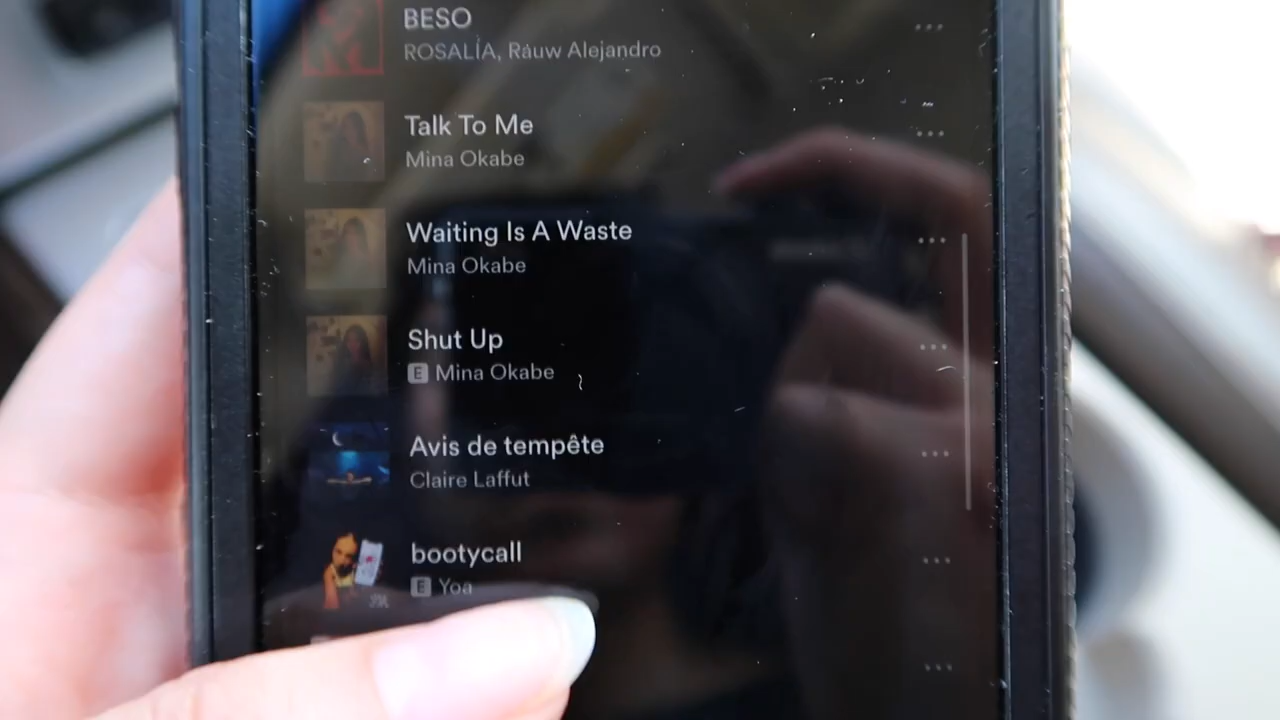 BESO
ROSALÍA, Rauw Alejandro
Talk To Me
Mina Okabe
Waiting Is A Waste
Mina Okabe
Shut Up
E Mina Okabe
Avis de tempête
Claire Laffut
bootycall
E Yoa